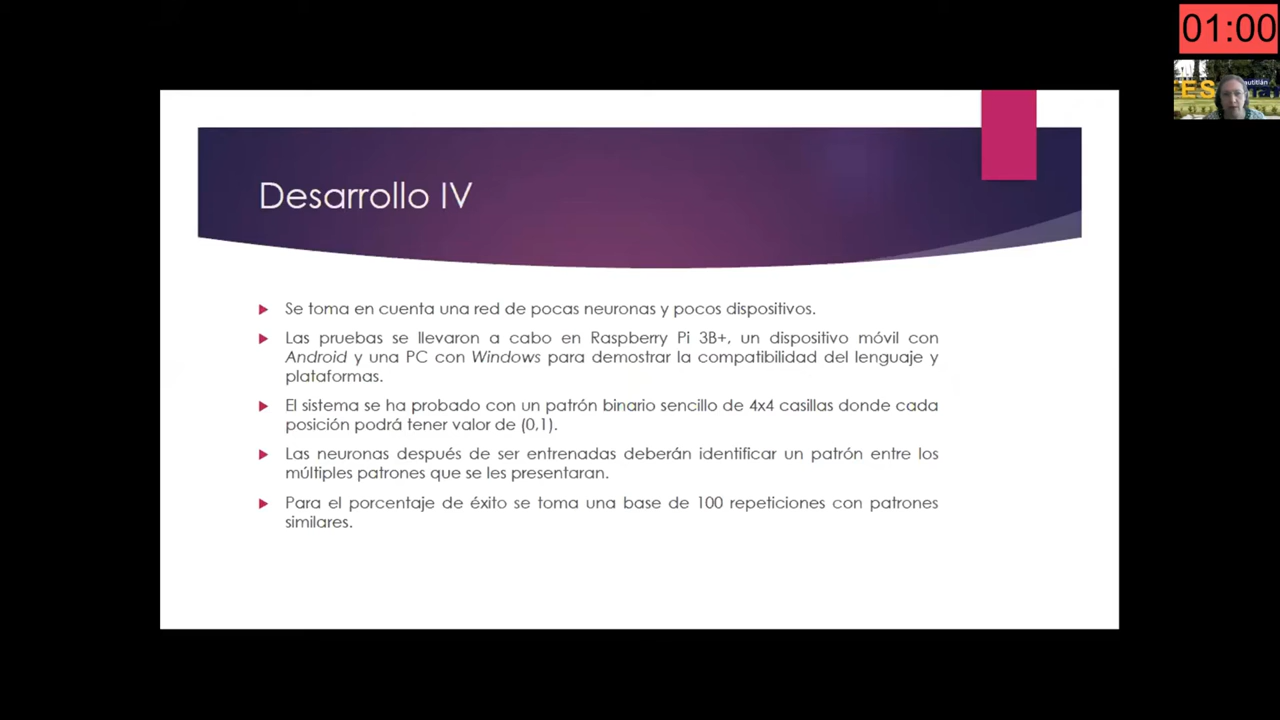 01:00
Desarrollo IV
Se toma en cuenta una red de pocas neuronas y pocos dispositivos.
Las pruebas se llevaron a cabo en Raspberry Pi 3B+, un dispositivo móvil con
Android y una PC con Windows para demostrar la compatibilidad del lenguaje y
plataformas.
El sistema se ha probado con un patrón binario sencillo de 4x4 casillas donde cada
posición podrá tener valor de (0,1).
Las neuronas después de ser entrenadas deberán identificar un patrón entre los
múltiples patrones que se les presentaran.
Para el porcentaje de éxito se toma una base de 100 repeticiones con patrones
similares.